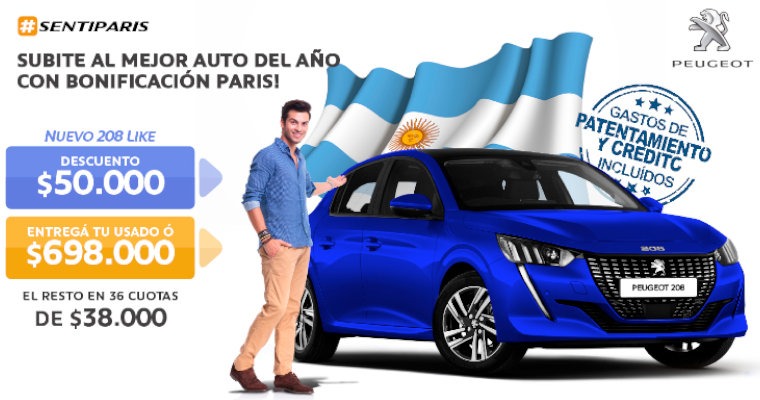 #SENTIPARIS
SUBITE AL MEJOR AUTO DEL AÑO
CON BONIFICACIÓN PARIS!
PEUGEOT
NUEVO 208 LIKE
DESCUENTO
$50.000
ENTREGÁ TU USADO Ó
$698.000
EL RESTO EN 36 CUOTAS
DE $38.000
GASTOS DE
PATENTAMIENTO
Y CREDITC
INCLUÍDOS
208
PEUGEOT 208